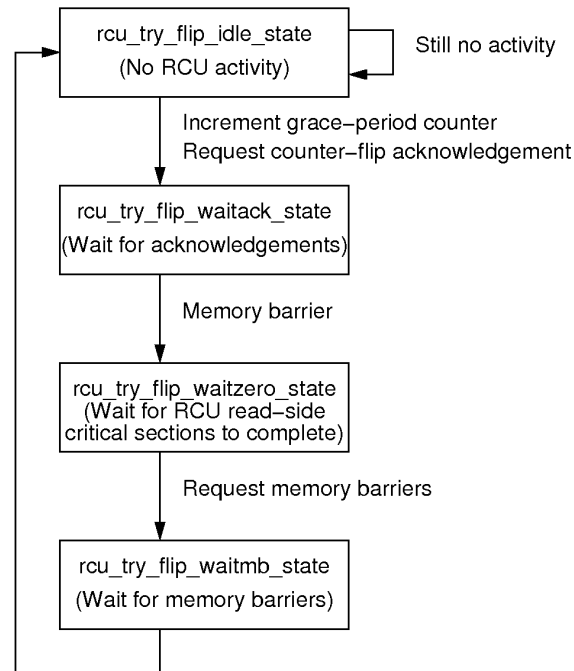 rcu_try_flip_idle_state
(No RCU activity)
Still no activity
Increment grace−period counter
Request counter−flip acknowledgement
rcu_try_flip_waitack_state
(Wait for acknowledgements)
Memory barrier
rcu_try_flip_waitzero_state
(Wait for RCU read−side
critical sections to complete)
Request memory barriers
rcu_try_flip_waitmb_state
(Wait for memory barriers)